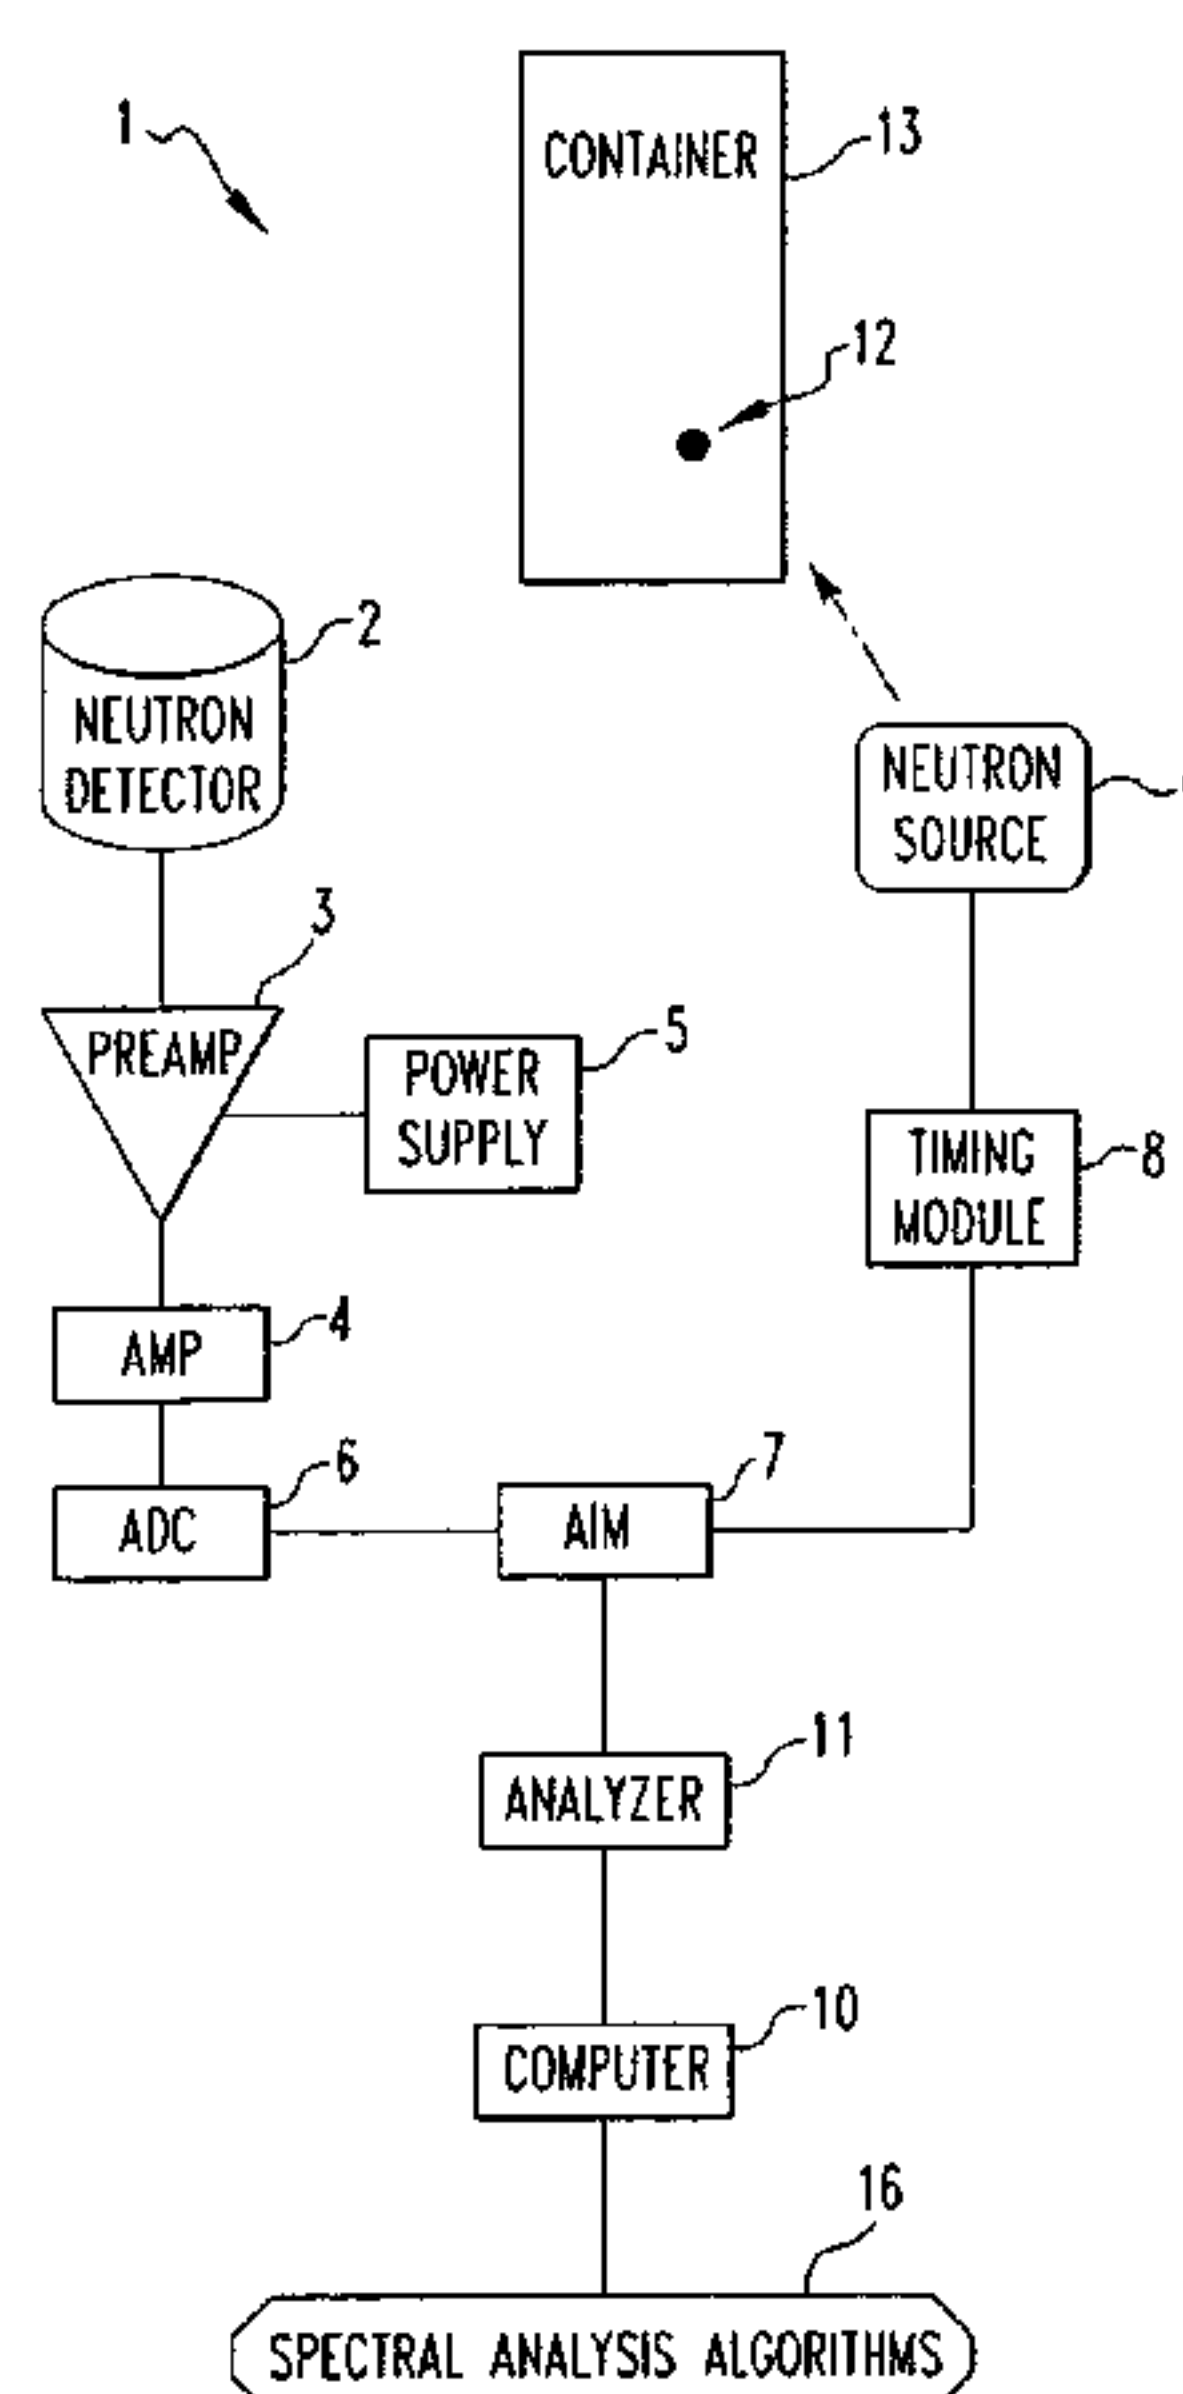 1
CONTAINER
13
12
2
NEUTRON
DETECTOR
NEUTRON
SOURCE
3
PREAMP
5
POWER
SUPPLY
TIMING
MODULE
8
4
AMP
6
ADC
7
AIM
11
ANALYZER
10
COMPUTER
16
SPECTRAL ANALYSIS ALGORITHMS